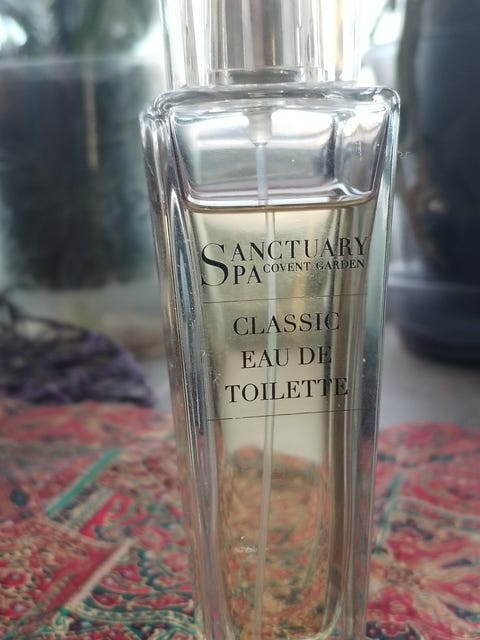 SANCTUARY
SPA COVENT GARDEN
CLASSIC
EAU DE
TOILETTE